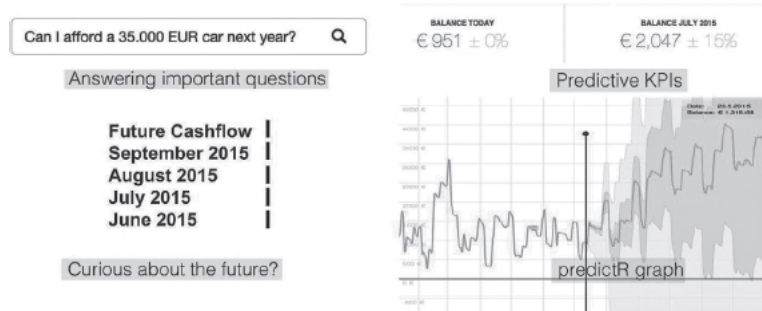 Can I afford a 35.000 EUR car next year?
Answering important questions
Future Cashflow
September 2015
August 2015
July 2015
June 2015
Curious about the future?
BALANCE TODAY
€ 951 ± 0%
BALANCE JULY 2015
€ 2,047 ± 15%
Predictive KPIs
predictR graph